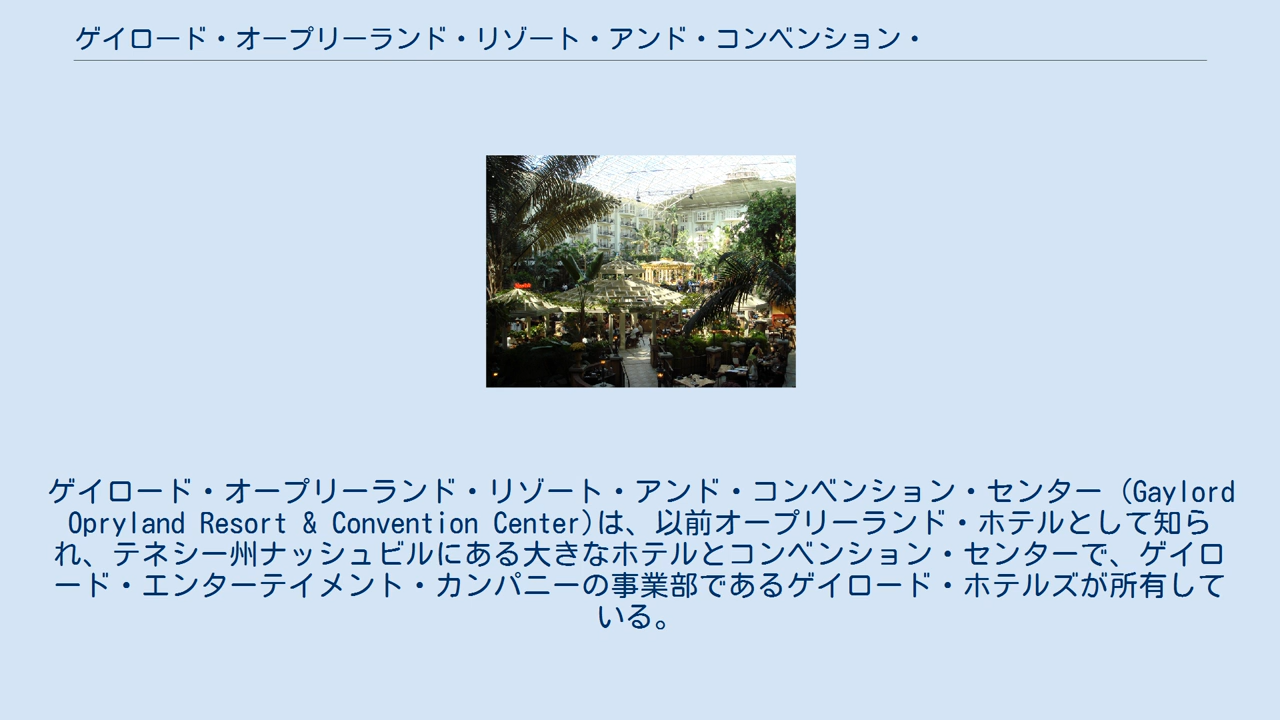 ゲイロード・オープリーランド・リゾート・アンド・コンベンション・
ゲイロード・オープリーランド・リゾート・アンド・コンベンション・センター (Gaylord
Opryland Resort & Convention Center)は、以前オープリーランド・ホテルとして知ら
れ、テネシー州ナッシュビルにある大きなホテルとコンベンション・センターで、ゲイロ
ード・エンターテイメント・カンパニーの事業部であるゲイロード・ホテルズが所有して
いる。